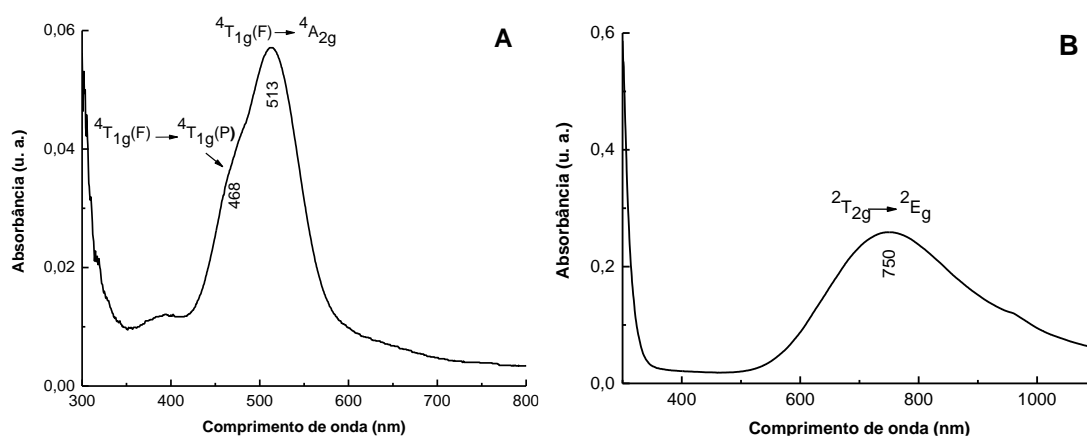 ⁴T₁g(F) → ⁴A₂g
A
⁴T₁g(F) → ⁴T₁g(P)
513
468
0,06
0,04
0,02
0,00
Absorbância (u. a.)
300 400 500 600 700 800
Comprimento de onda (nm)
B
²T₂g → ²Eg
750
0,6
0,4
0,2
0,0
Absorbância (u. a.)
400 600 800 1000
Comprimento de onda (nm)